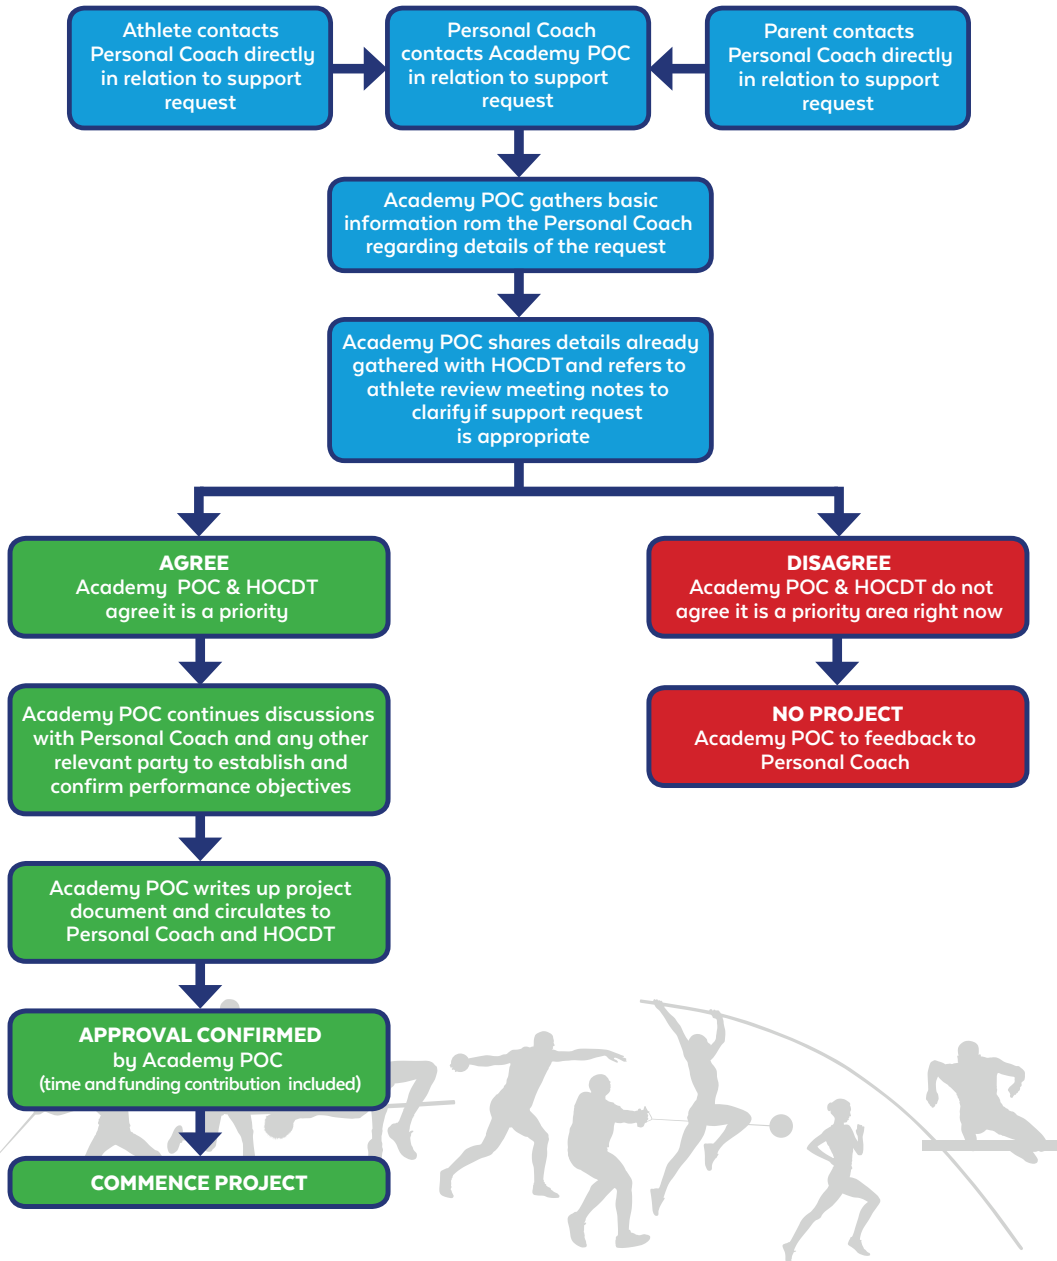 Athlete contacts
Personal Coach directly
in relation to support
request
Personal Coach
contacts Academy POC
in relation to support
request
Parent contacts
Personal Coach directly
in relation to support
request
Academy POC gathers basic
information rom the Personal Coach
regarding details of the request
Academy POC shares details already
gathered with HOCDT and refers to
athlete review meeting notes to
clarify if support request
is appropriate
AGREE
Academy POC & HOCDT
agree it is a priority
DISAGREE
Academy POC & HOCDT do not
agree it is a priority area right now
Academy POC continues discussions
with Personal Coach and any other
relevant party to establish and
confirm performance objectives
NO PROJECT
Academy POC to feedback to
Personal Coach
Academy POC writes up project
document and circulates to
Personal Coach and HOCDT
APPROVAL CONFIRMED
by Academy POC
(time and funding contribution included)
COMMENCE PROJECT